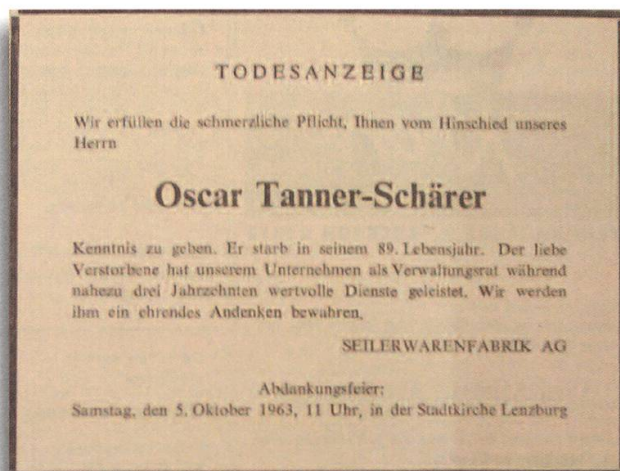 TODESANZEIGE
Wir erfüllen die schmerzliche Pflicht, Ihnen vom Hinschied unseres
Herrn
Oscar Tanner-Schärer
Kenntnis zu geben. Er starb in seinem 89. Lebensjahr. Der liebe
Verstorbene hat unserem Unternehmen als Verwaltungsrat während
nahezu drei Jahrzehnten wertvolle Dienste geleistet. Wir werden
ihm ein ehrendes Andenken bewahren.
SEILERWARENFABRIK AG
Abdankungsfeier:
Samstag, den 5. Oktober 1963, 11 Uhr, in der Stadtkirche Lenzburg